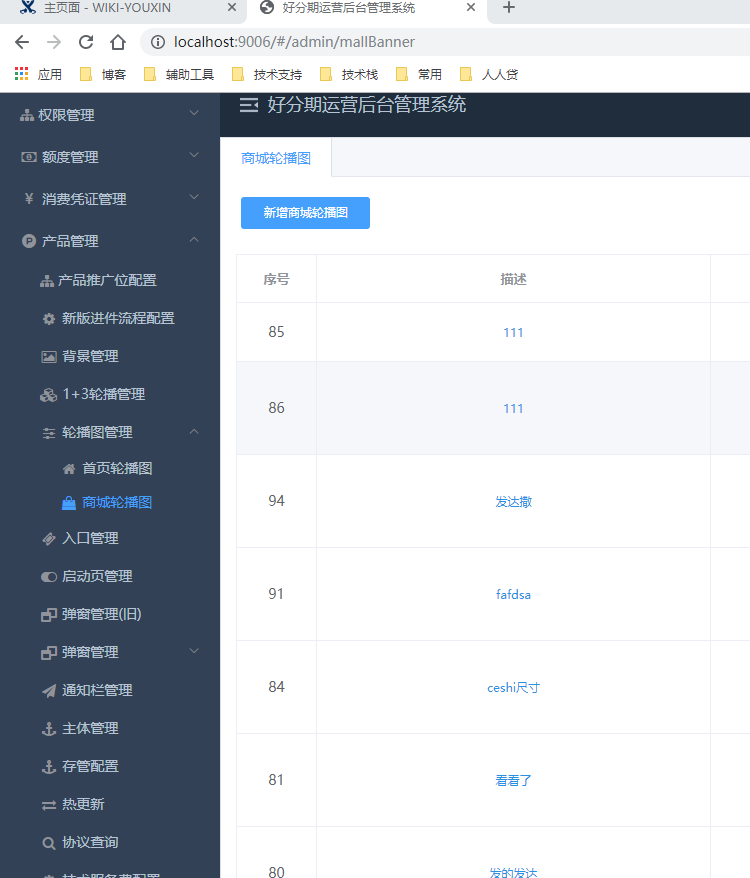 主页面 - WIKI-YOUXIN
好分期运营后台管理系统
localhost:9006/#/admin/mallBanner
应用 博客 辅助工具 技术支持 技术栈 常用 人人贷
权限管理
额度管理
¥ 消费凭证管理
P 产品管理
产品推广位配置
新版进件流程配置
背景管理
1+3轮播管理
轮播图管理
首页轮播图
商城轮播图
入口管理
启动页管理
弹窗管理(旧)
弹窗管理
通知栏管理
主体管理
存管配置
热更新
协议查询
技术服务费配置
好分期运营后台管理系统
商城轮播图
新增商城轮播图
序号 描述
85 111
86 111
94 发达撒
91 fafdsa
84 ceshi尺寸
81 看看了
80 发的发达